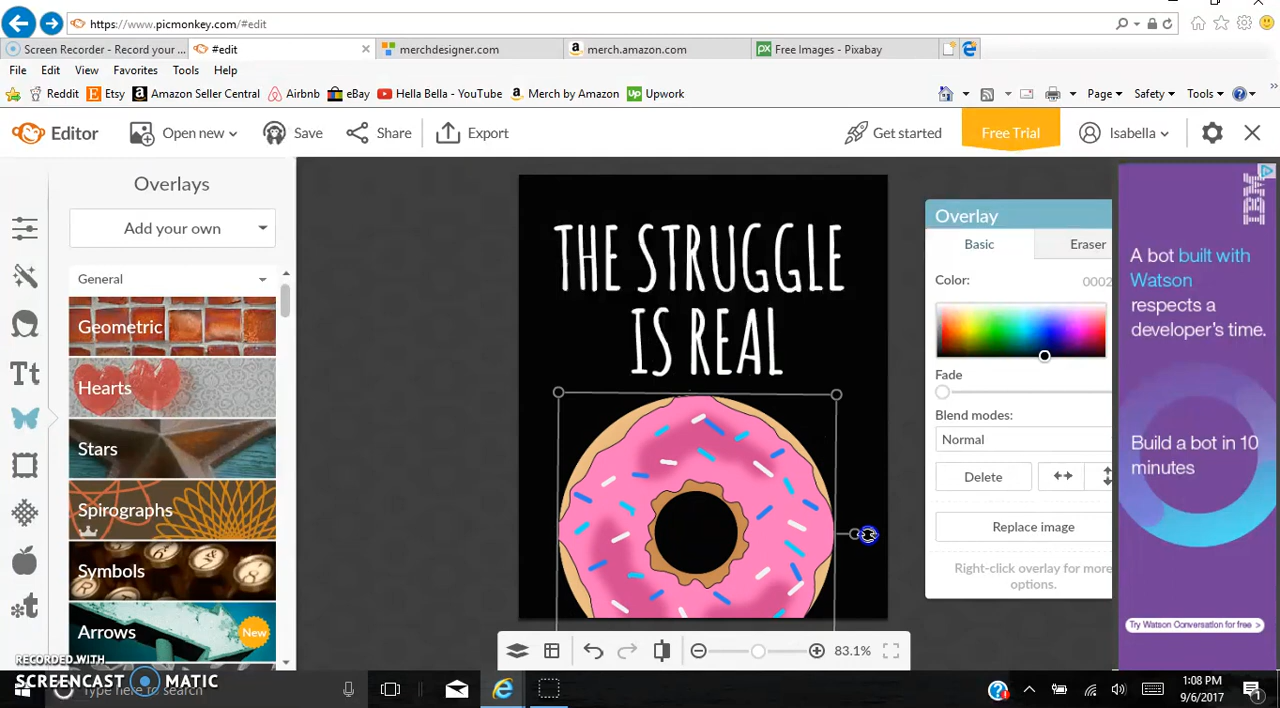 https://www.picmonkey.com/#edit
Screen Recorder - Record your ...
#edit
merchdesigner.com
merch.amazon.com
Free Images - Pixabay
File Edit View Favorites Tools Help
Reddit Etsy Amazon Seller Central Airbnb eBay Hella Bella - YouTube Merch by Amazon Upwork
Page Safety Tools
Editor Open new Save Share Export Get started Free Trial Isabella
Overlays
Add your own
General
Geometric
Hearts
Stars
Spirographs
Symbols
Arrows
New
THE STRUGGLE
IS REAL
Overlay
Basic Eraser
Color: 0002
Fade
Blend modes:
Normal
Delete
Replace image
Right-click overlay for more
options.
IBM
A bot built with
Watson
respects a
developer's time.
Build a bot in 10
minutes
Try Watson Conversation for free >
83.1%
RECORDED WITH
SCREENCAST MATIC
Type here to search
1:08 PM
9/6/2017